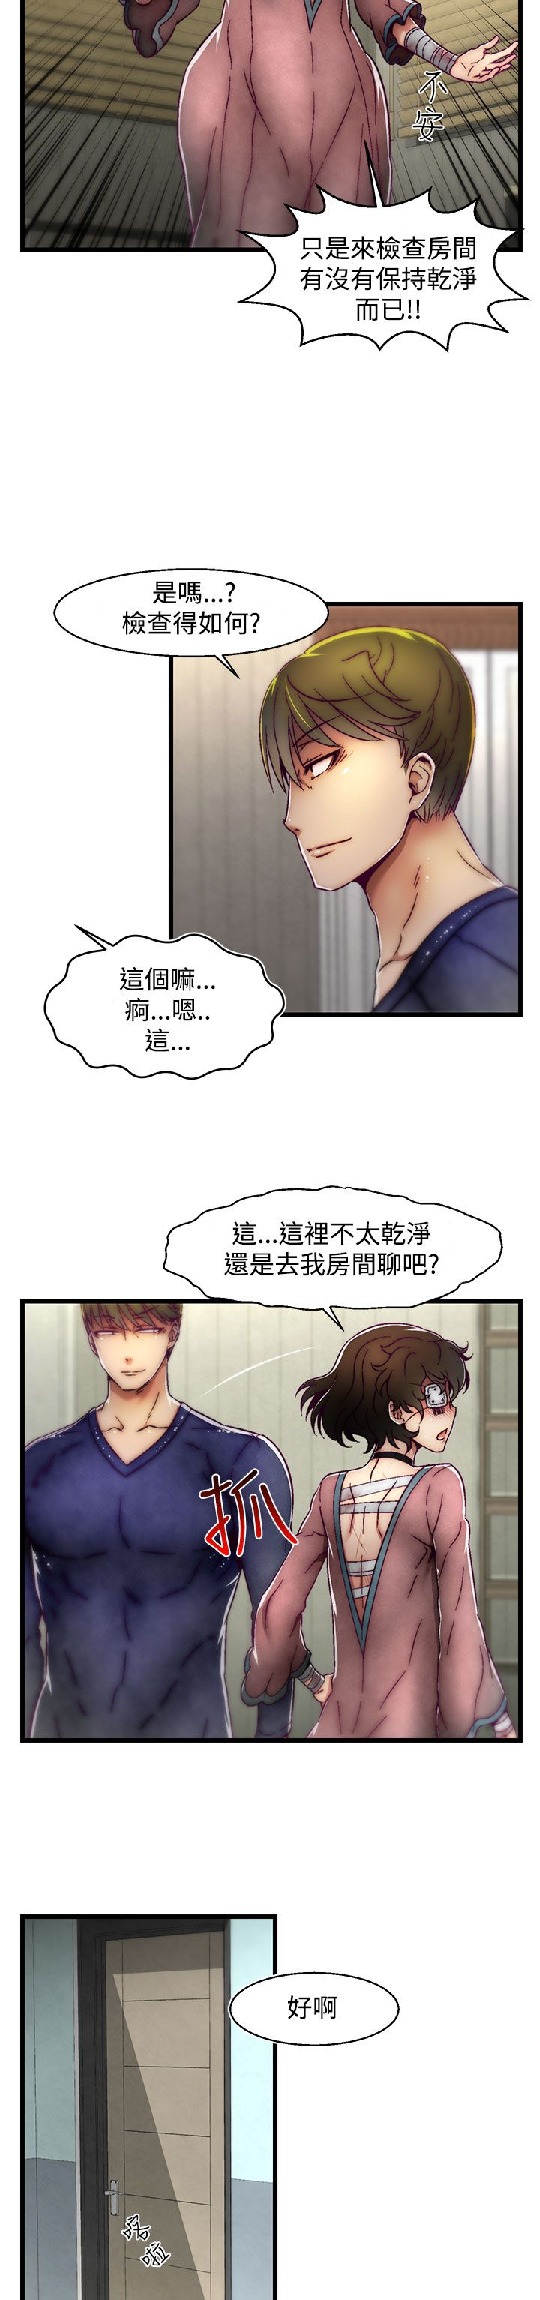 不安
只是來檢查房間
有沒有保持乾淨
而已!!
是嗎...?
檢查得如何?
這個嘛...
痾...嗯..
這...
這...這裡不太乾淨
還是去我房間聊吧?
抓
好啊
喀啦